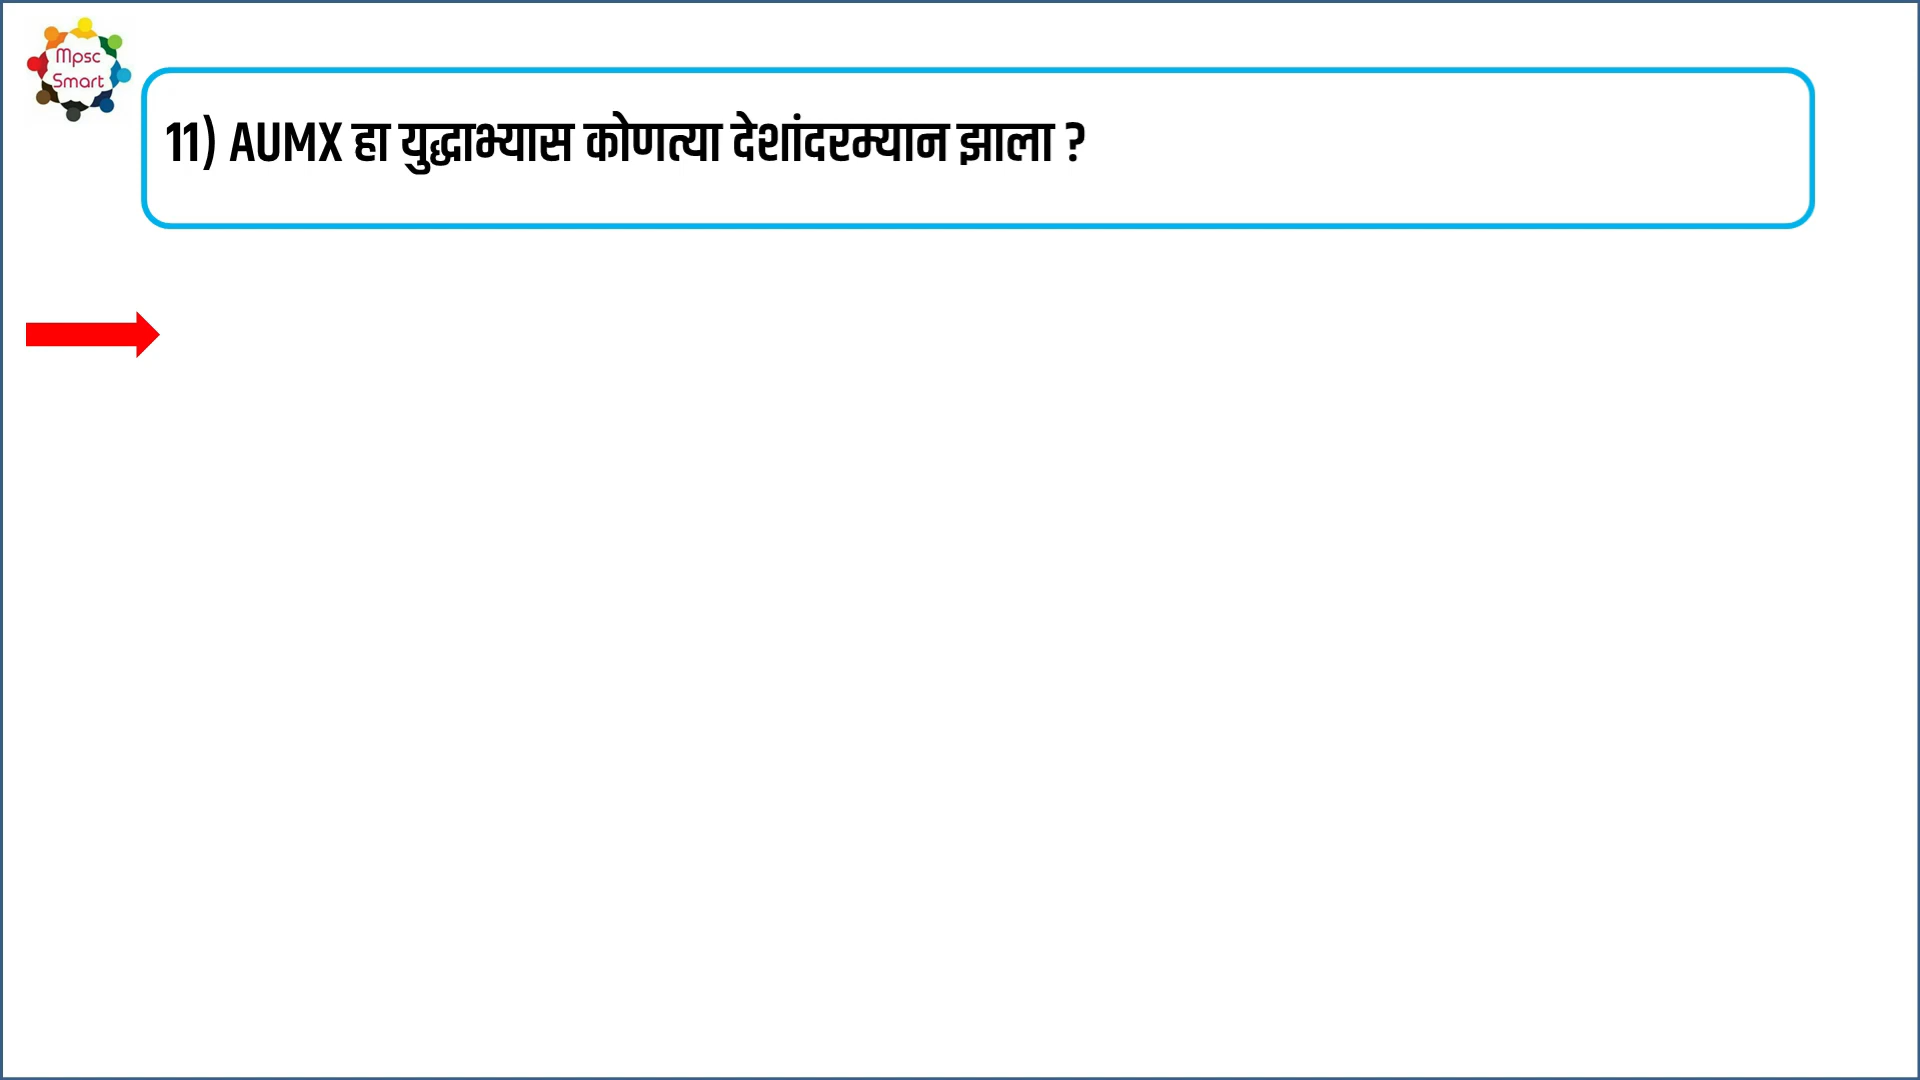 Mpsc
Smart
11) AUMX हा युद्धाभ्यास कोणत्या देशांदरम्यान झाला ?